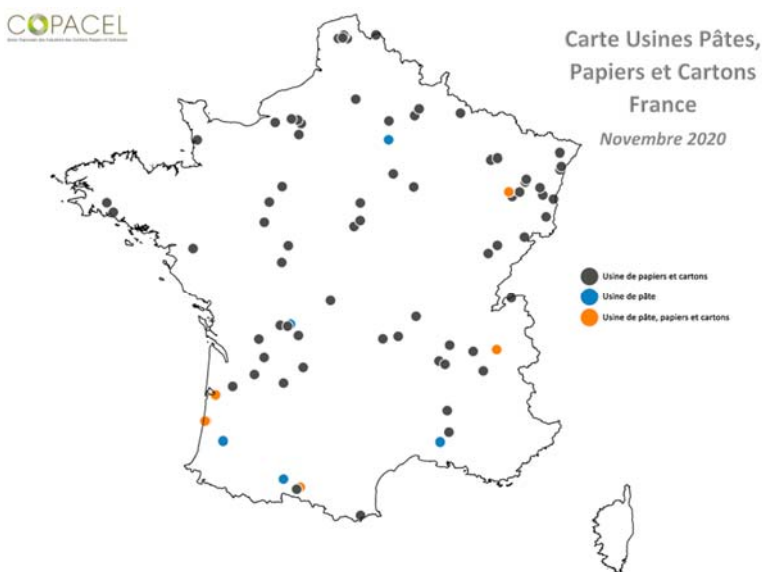 COPACEL
Carte Usines Pâtes,
Papiers et Cartons
France
Novembre 2020
Usine de papiers et cartons
Usine de pâte
Usine de pâte, papiers et cartons